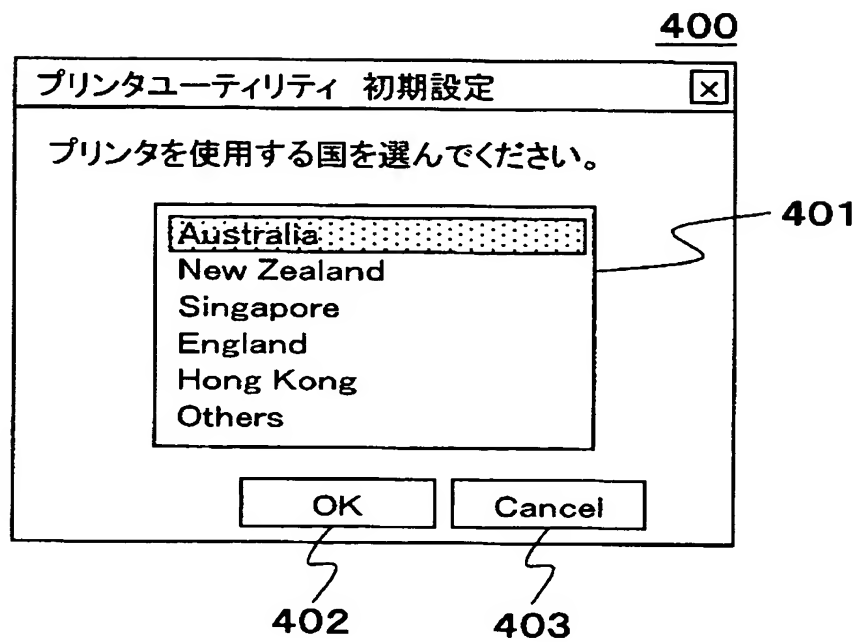 400
プリンタユーティリティ 初期設定 ×
プリンタを使用する国を選んでください。
401
Australia
New Zealand
Singapore
England
Hong Kong
Others
OK Cancel
402 403